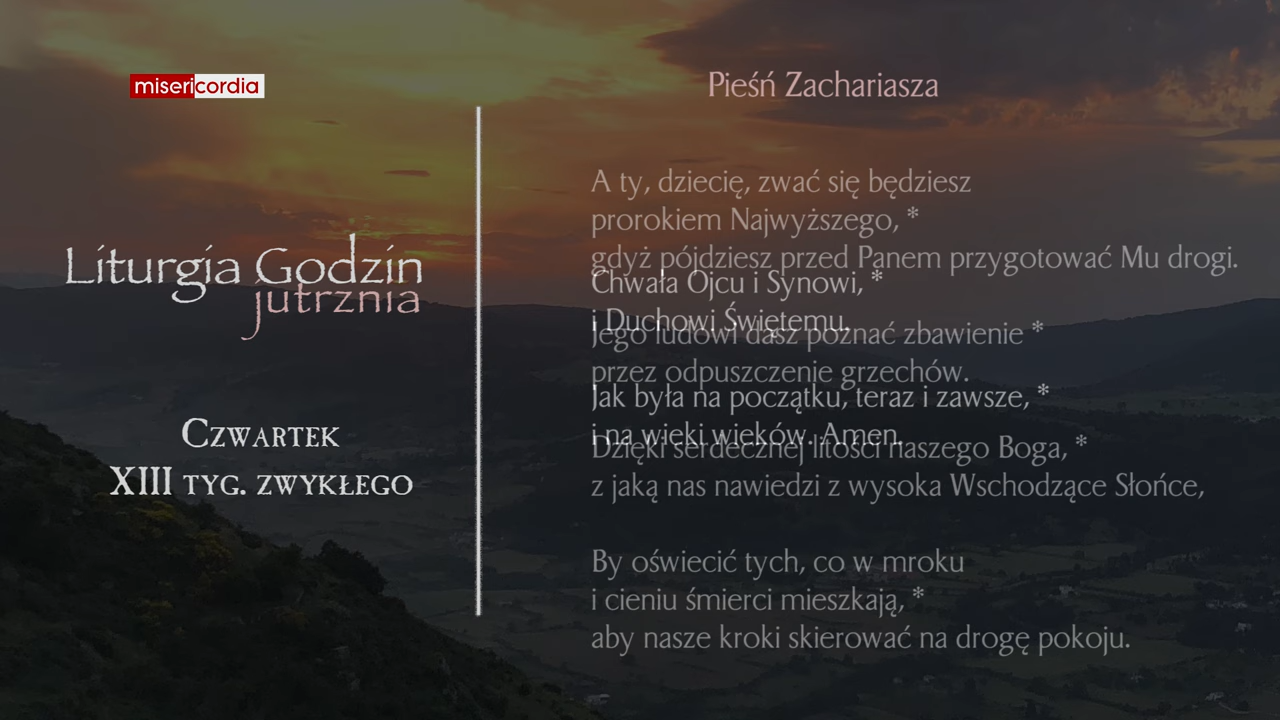 misericordia
Liturgia Godzin
jutrznia
Czwartek
XIII tyg. zwykłego
Pieśń Zachariasza
A ty, dziecię, zwać się będziesz
prorokiem Najwyższego, *
gdyż pójdziesz przed Panem przygotować Mu drogi.
Chwała Ojcu i Synowi, *
i Duchowi Świętemu.
Jego ludowi dasz poznać zbawienie *
przez odpuszczenie grzechów.
Jak była na początku, teraz i zawsze, *
i na wieki wieków. Amen.
Dzięki serdecznej litości naszego Boga, *
z jaką nas nawiedzi z wysoka Wschodzące Słońce,
By oświecić tych, co w mroku
i cieniu śmierci mieszkają, *
aby nasze kroki skierować na drogę pokoju.